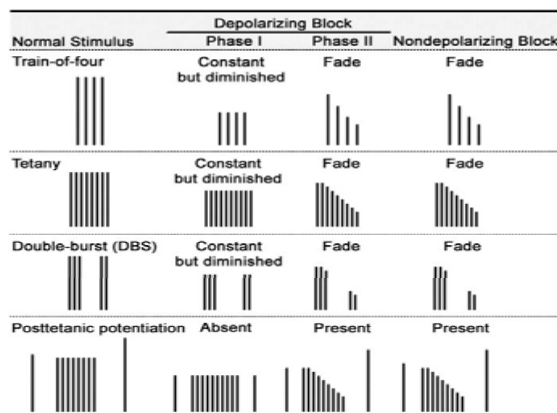 Depolarizing Block
Normal Stimulus Phase I Phase II Nondepolarizing Block
Train-of-four Constant Fade Fade
but diminished
Tetany Constant Fade Fade
but diminished
Double-burst (DBS) Constant Fade Fade
but diminished
Posttetanic potentiation Absent Present Present